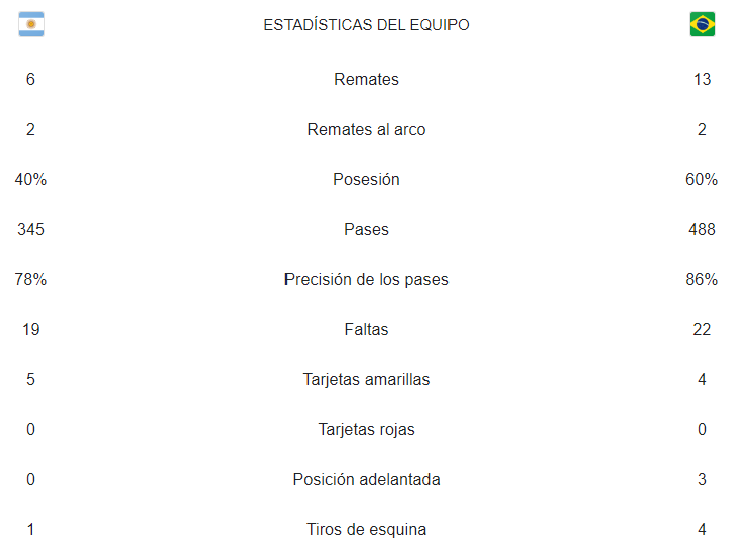 ESTADÍSTICAS DEL EQUIPO
6 Remates 13
2 Remates al arco 2
40% Posesión 60%
345 Pases 488
78% Precisión de los pases 86%
19 Faltas 22
5 Tarjetas amarillas 4
0 Tarjetas rojas 0
0 Posición adelantada 3
1 Tiros de esquina 4